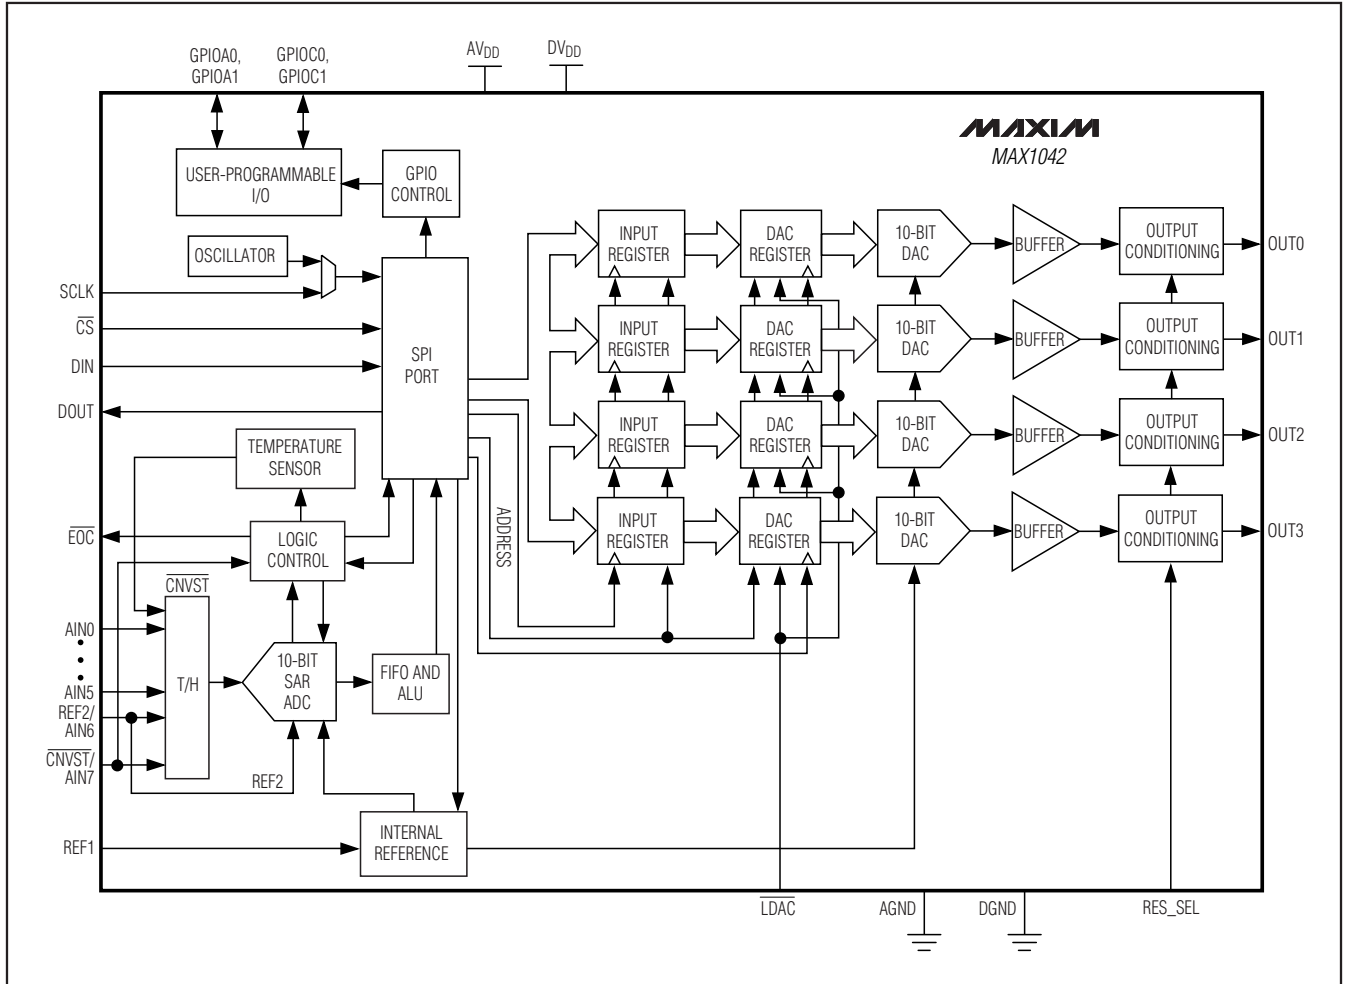 GPIOA0,
GPIOA1
GPIOC0,
GPIOC1
AVDD
DVDD
MAXIM
MAX1042
USER-PROGRAMMABLE
I/O
GPIO
CONTROL
OSCILLATOR
SCLK
CS
DIN
DOUT
SPI
PORT
TEMPERATURE
SENSOR
EOC
LOGIC
CONTROL
ADDRESS
CNVST
AIN0
AIN5
REF2/
AIN6
CNVST/
AIN7
T/H
10-BIT
SAR
ADC
FIFO AND
ALU
REF2
REF1
INTERNAL
REFERENCE
INPUT
REGISTER
DAC
REGISTER
10-BIT
DAC
BUFFER
OUTPUT
CONDITIONING
OUT0
INPUT
REGISTER
DAC
REGISTER
10-BIT
DAC
BUFFER
OUTPUT
CONDITIONING
OUT1
INPUT
REGISTER
DAC
REGISTER
10-BIT
DAC
BUFFER
OUTPUT
CONDITIONING
OUT2
INPUT
REGISTER
DAC
REGISTER
10-BIT
DAC
BUFFER
OUTPUT
CONDITIONING
OUT3
LDAC
AGND
DGND
RES_SEL